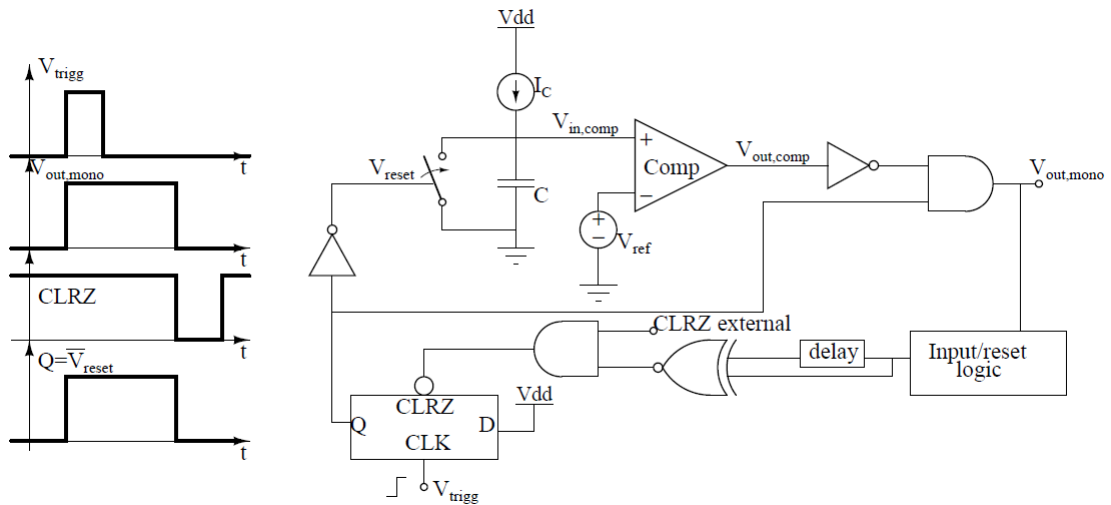 V_trigg
t
V_out,mono
t
CLRZ
t
Q=V̅_reset
t
Vdd
I_C
V_in,comp
V_reset
C
+
Comp
−
V_out,comp
V_out,mono
+
−
V_ref
CLRZ external
delay
Input/reset
logic
Vdd
CLRZ
Q
D
CLK
V_trigg